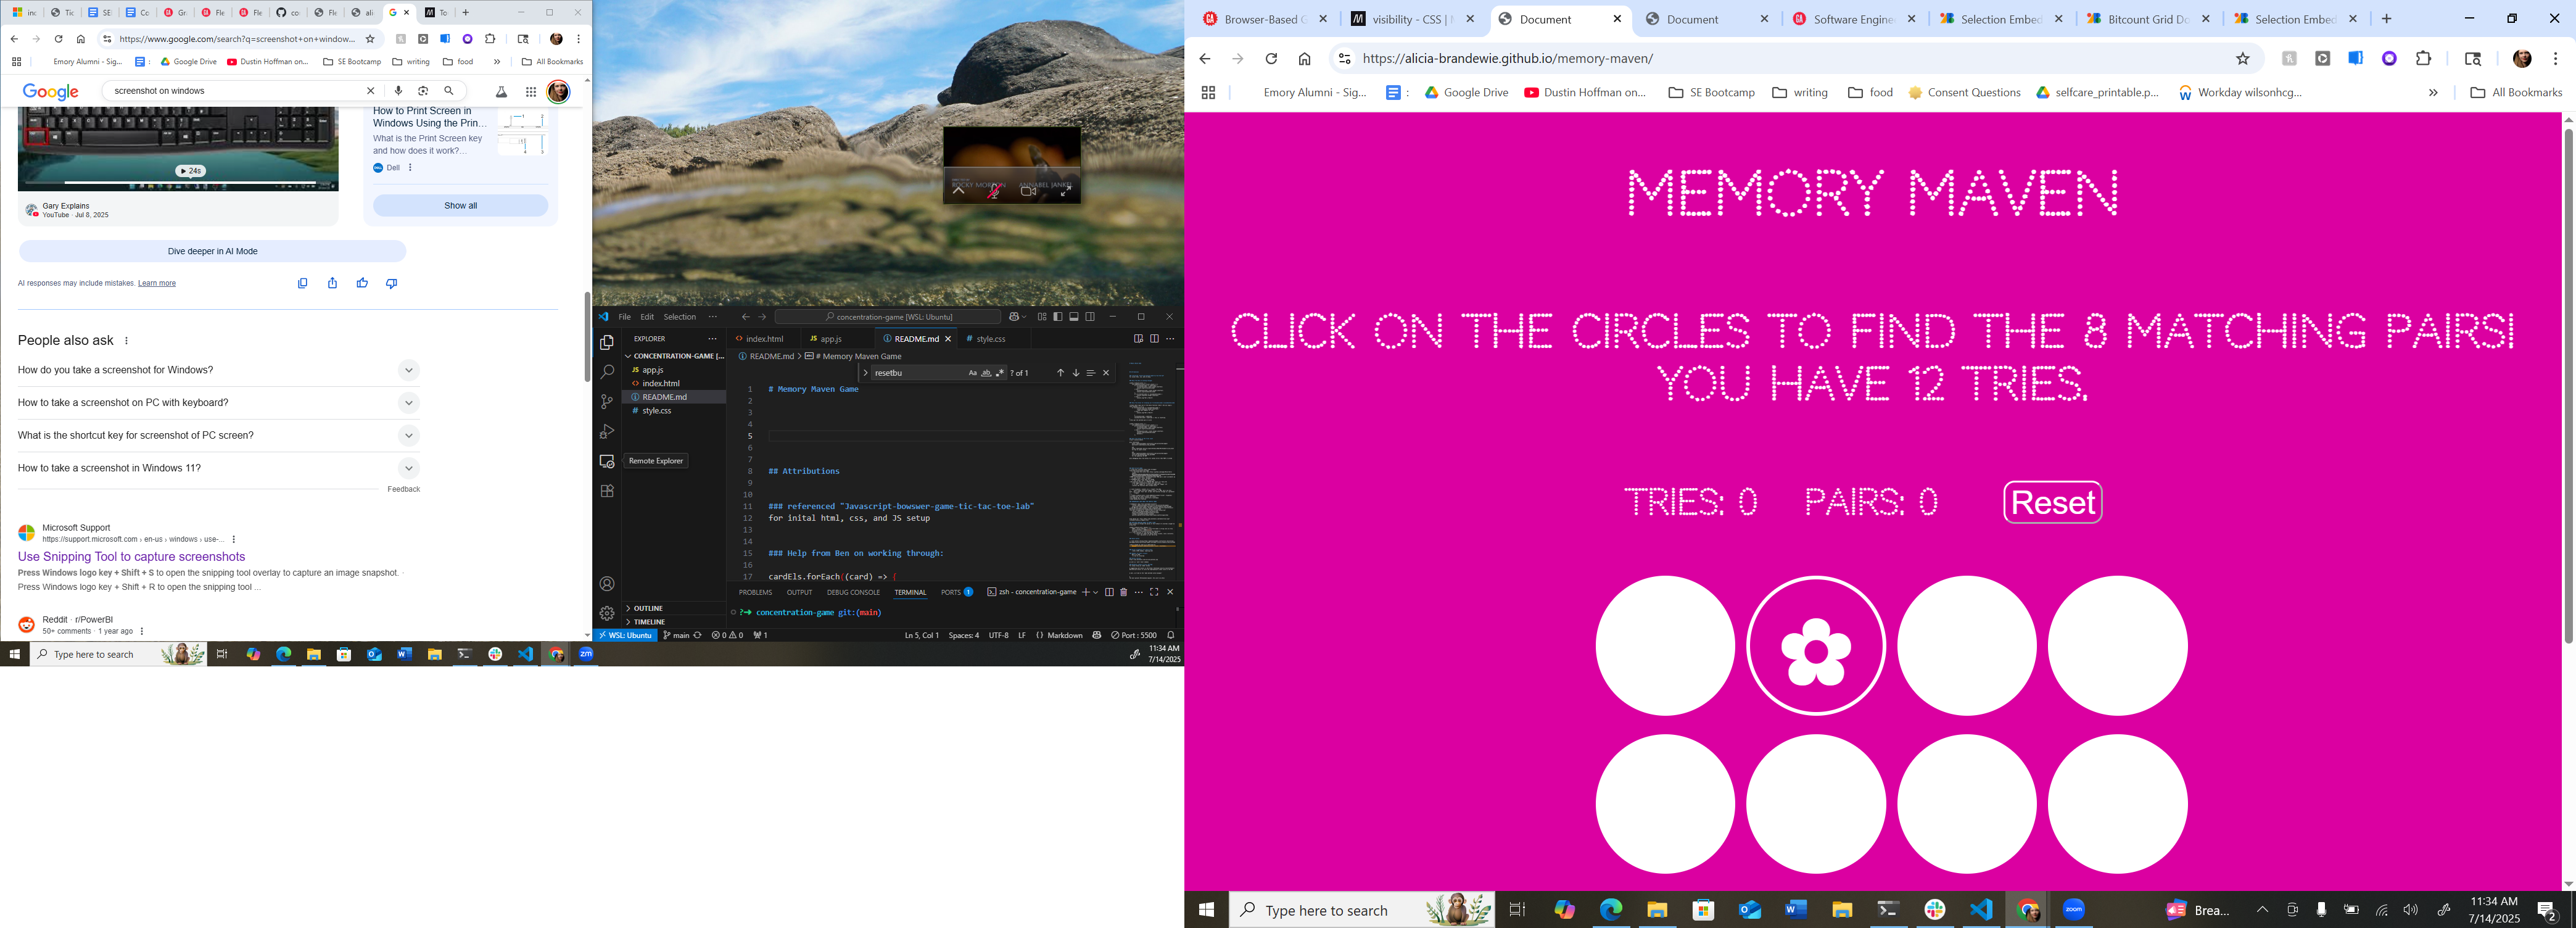 https://www.google.com/search?q=screenshot+on+window...
Emory Alumni - Sig...
Google Drive
Dustin Hoffman on...
SE Bootcamp
writing
food
»
All Bookmarks
Google
screenshot on windows
24s
Gary Explains
YouTube · Jul 8, 2025
How to Print Screen in
Windows Using the Prin...
What is the Print Screen key
and how does it work?...
Dell
Show all
Dive deeper in AI Mode
AI responses may include mistakes. Learn more
People also ask
How do you take a screenshot for Windows?
How to take a screenshot on PC with keyboard?
What is the shortcut key for screenshot of PC screen?
How to take a screenshot in Windows 11?
Feedback
Microsoft Support
https://support.microsoft.com › en-us › windows › use-...
Use Snipping Tool to capture screenshots
Press Windows logo key + Shift + S to open the snipping tool overlay to capture an image snapshot. ·
Press Windows logo key + Shift + R to open the snipping tool ...
Reddit · r/PowerBI
50+ comments · 1 year ago
Type here to search
11:34 AM
7/14/2025
ROCKY MORTON ANNABEL JANKEL
File Edit Selection ···
concentration-game [WSL: Ubuntu]
EXPLORER
CONCENTRATION-GAME [...
app.js
index.html
README.md
style.css
Remote Explorer
OUTLINE
TIMELINE
index.html
app.js
README.md
style.css
README.md > # Memory Maven Game
resetbu
? of 1
1 # Memory Maven Game
2
3
4
5
6
7
8 ## Attributions
9
10
11 ### referenced "Javascript-bowswer-game-tic-tac-toe-lab"
12 for inital html, css, and JS setup
13
14
15 ### Help from Ben on working through:
16
17 cardEls.forEach((card) => {
PROBLEMS OUTPUT DEBUG CONSOLE TERMINAL PORTS 1
zsh - concentration-game
?→ concentration-game git:(main)
WSL: Ubuntu main 0 0 1
Ln 5, Col 1 Spaces: 4 UTF-8 LF {} Markdown Port : 5500
Browser-Based G
visibility - CSS | M
Document
Document
Software Engine
Selection Embed
Bitcount Grid Do
Selection Embed
https://alicia-brandewie.github.io/memory-maven/
Emory Alumni - Sig...
:
Google Drive
Dustin Hoffman on...
SE Bootcamp
writing
food
Consent Questions
selfcare_printable.p...
Workday wilsonhcg...
»
All Bookmarks
MEMORY MAVEN
CLICK ON THE CIRCLES TO FIND THE 8 MATCHING PAIRS!
YOU HAVE 12 TRIES.
TRIES: 0
PAIRS: 0
Reset
Type here to search
zoom
Brea...
11:34 AM
7/14/2025
2